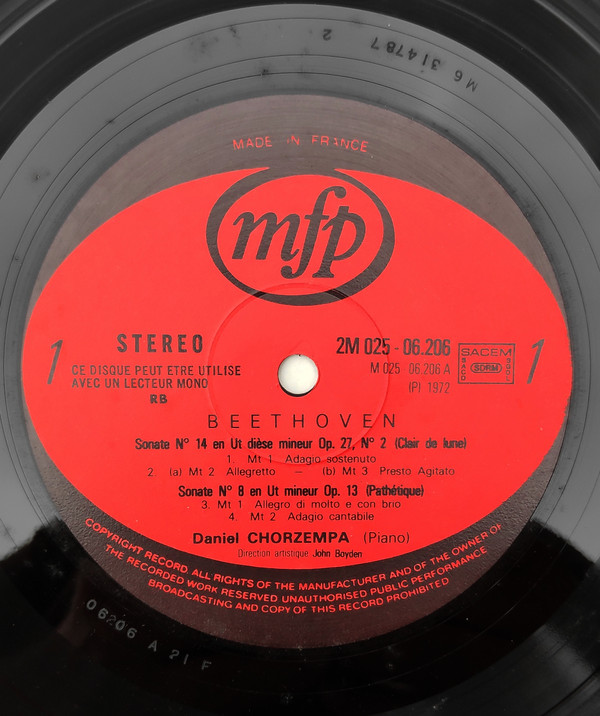 M6 314787 2
MADE IN FRANCE
mfp
STEREO
2M 025 - 06.206
M 025 06.206 A
(P) 1972
SACEM
SDRM
1
1
CE DISQUE PEUT ETRE UTILISE
AVEC UN LECTEUR MONO
RB
BEETHOVEN
Sonate N° 14 en Ut dièse mineur Op. 27, N° 2 (Clair de lune)
1. Mt 1 Adagio sostenuto
2. (a) Mt 2 Allegretto – (b) Mt 3 Presto Agitato
Sonate N° 8 en Ut mineur Op. 13 (Pathétique)
3. Mt 1 Allegro di molto e con brio
4. Mt 2 Adagio cantabile
Daniel CHORZEMPA (Piano)
Direction artistique John Boyden
COPYRIGHT RECORD ALL RIGHTS OF THE MANUFACTURER AND OF THE OWNER OF
THE RECORDED WORK RESERVED UNAUTHORISED PUBLIC PERFORMANCE
BROADCASTING AND COPY OF THIS RECORD PROHIBITED
06206 A 21 F